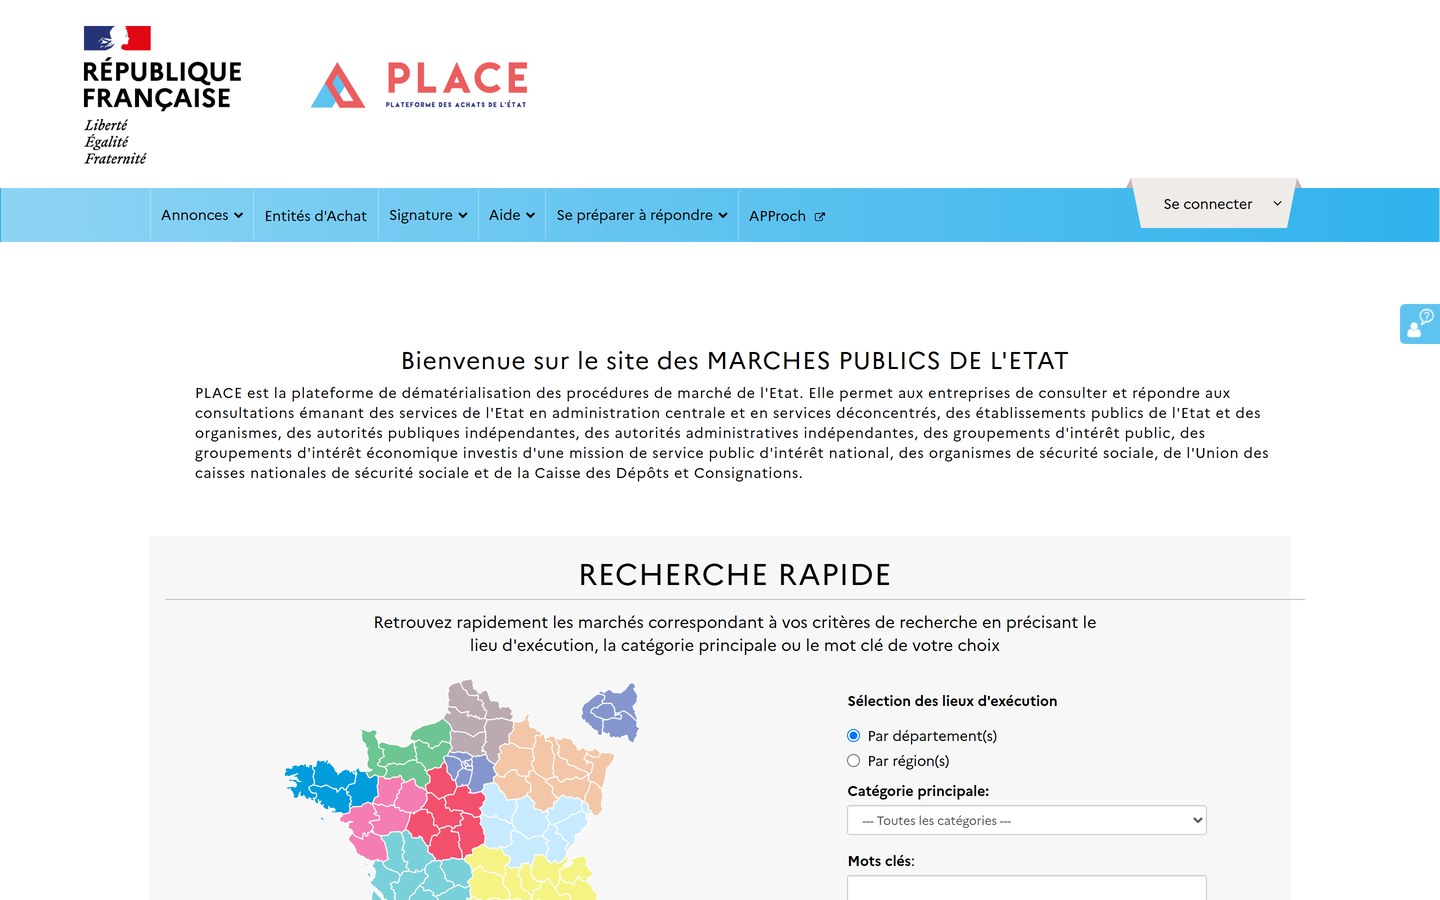 RÉPUBLIQUE
FRANÇAISE
Liberté
Égalité
Fraternité
PLACE
PLATEFORME DES ACHATS DE L'ÉTAT
Annonces
Entités d'Achat
Signature
Aide
Se préparer à répondre
APProch
Se connecter
Bienvenue sur le site des MARCHES PUBLICS DE L'ETAT
PLACE est la plateforme de dématérialisation des procédures de marché de l'Etat. Elle permet aux entreprises de consulter et répondre aux
consultations émanant des services de l'Etat en administration centrale et en services déconcentrés, des établissements publics de l'Etat et des
organismes, des autorités publiques indépendantes, des autorités administratives indépendantes, des groupements d'intérêt public, des
groupements d'intérêt économique investis d'une mission de service public d'intérêt national, des organismes de sécurité sociale, de l'Union des
caisses nationales de sécurité sociale et de la Caisse des Dépôts et Consignations.
RECHERCHE RAPIDE
Retrouvez rapidement les marchés correspondant à vos critères de recherche en précisant le
lieu d'exécution, la catégorie principale ou le mot clé de votre choix
Sélection des lieux d'exécution
Par département(s)
Par région(s)
Catégorie principale:
--- Toutes les catégories ---
Mots clés: